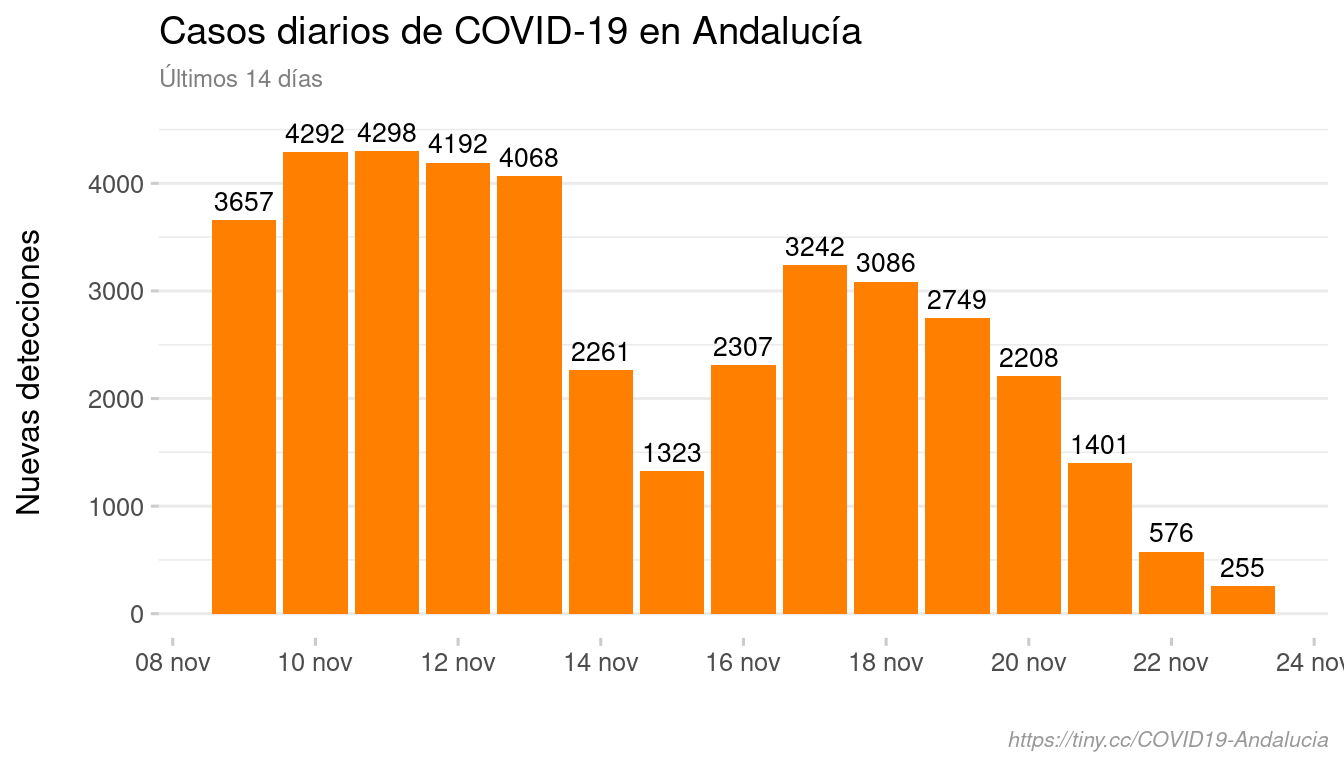 Casos diarios de COVID-19 en Andalucía
Últimos 14 días
Nuevas detecciones
4000
3000
2000
1000
0
3657
4292
4298
4192
4068
2261
1323
2307
3242
3086
2749
2208
1401
576
255
08 nov
10 nov
12 nov
14 nov
16 nov
18 nov
20 nov
22 nov
24 nov
https://tiny.cc/COVID19-Andalucia